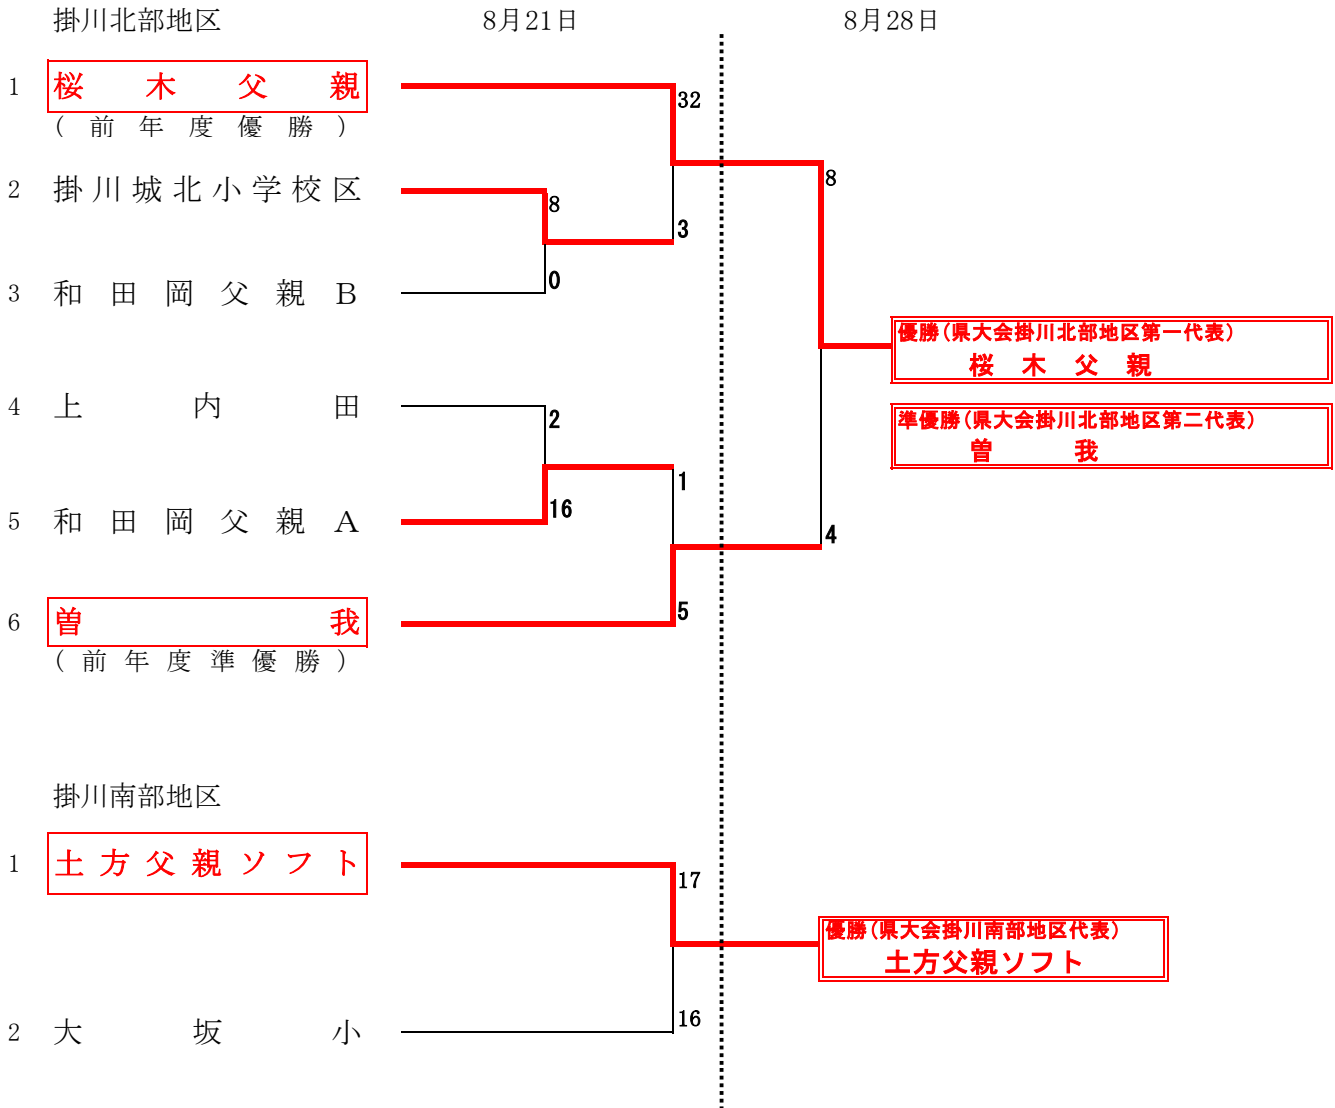 掛川北部地区 8月21日 8月28日
1 桜木父親 32
(前年度優勝)
2 掛川城北小学校区 8 8
3
3 和田岡父親B 0
優勝(県大会掛川北部地区第一代表)
桜木父親
4 上内田 2
準優勝(県大会掛川北部地区第二代表)
曽我
1
5 和田岡父親A 16
4
6 曽我 5
(前年度準優勝)
掛川南部地区
1 土方父親ソフト 17
優勝(県大会掛川南部地区代表)
土方父親ソフト
2 大坂小 16